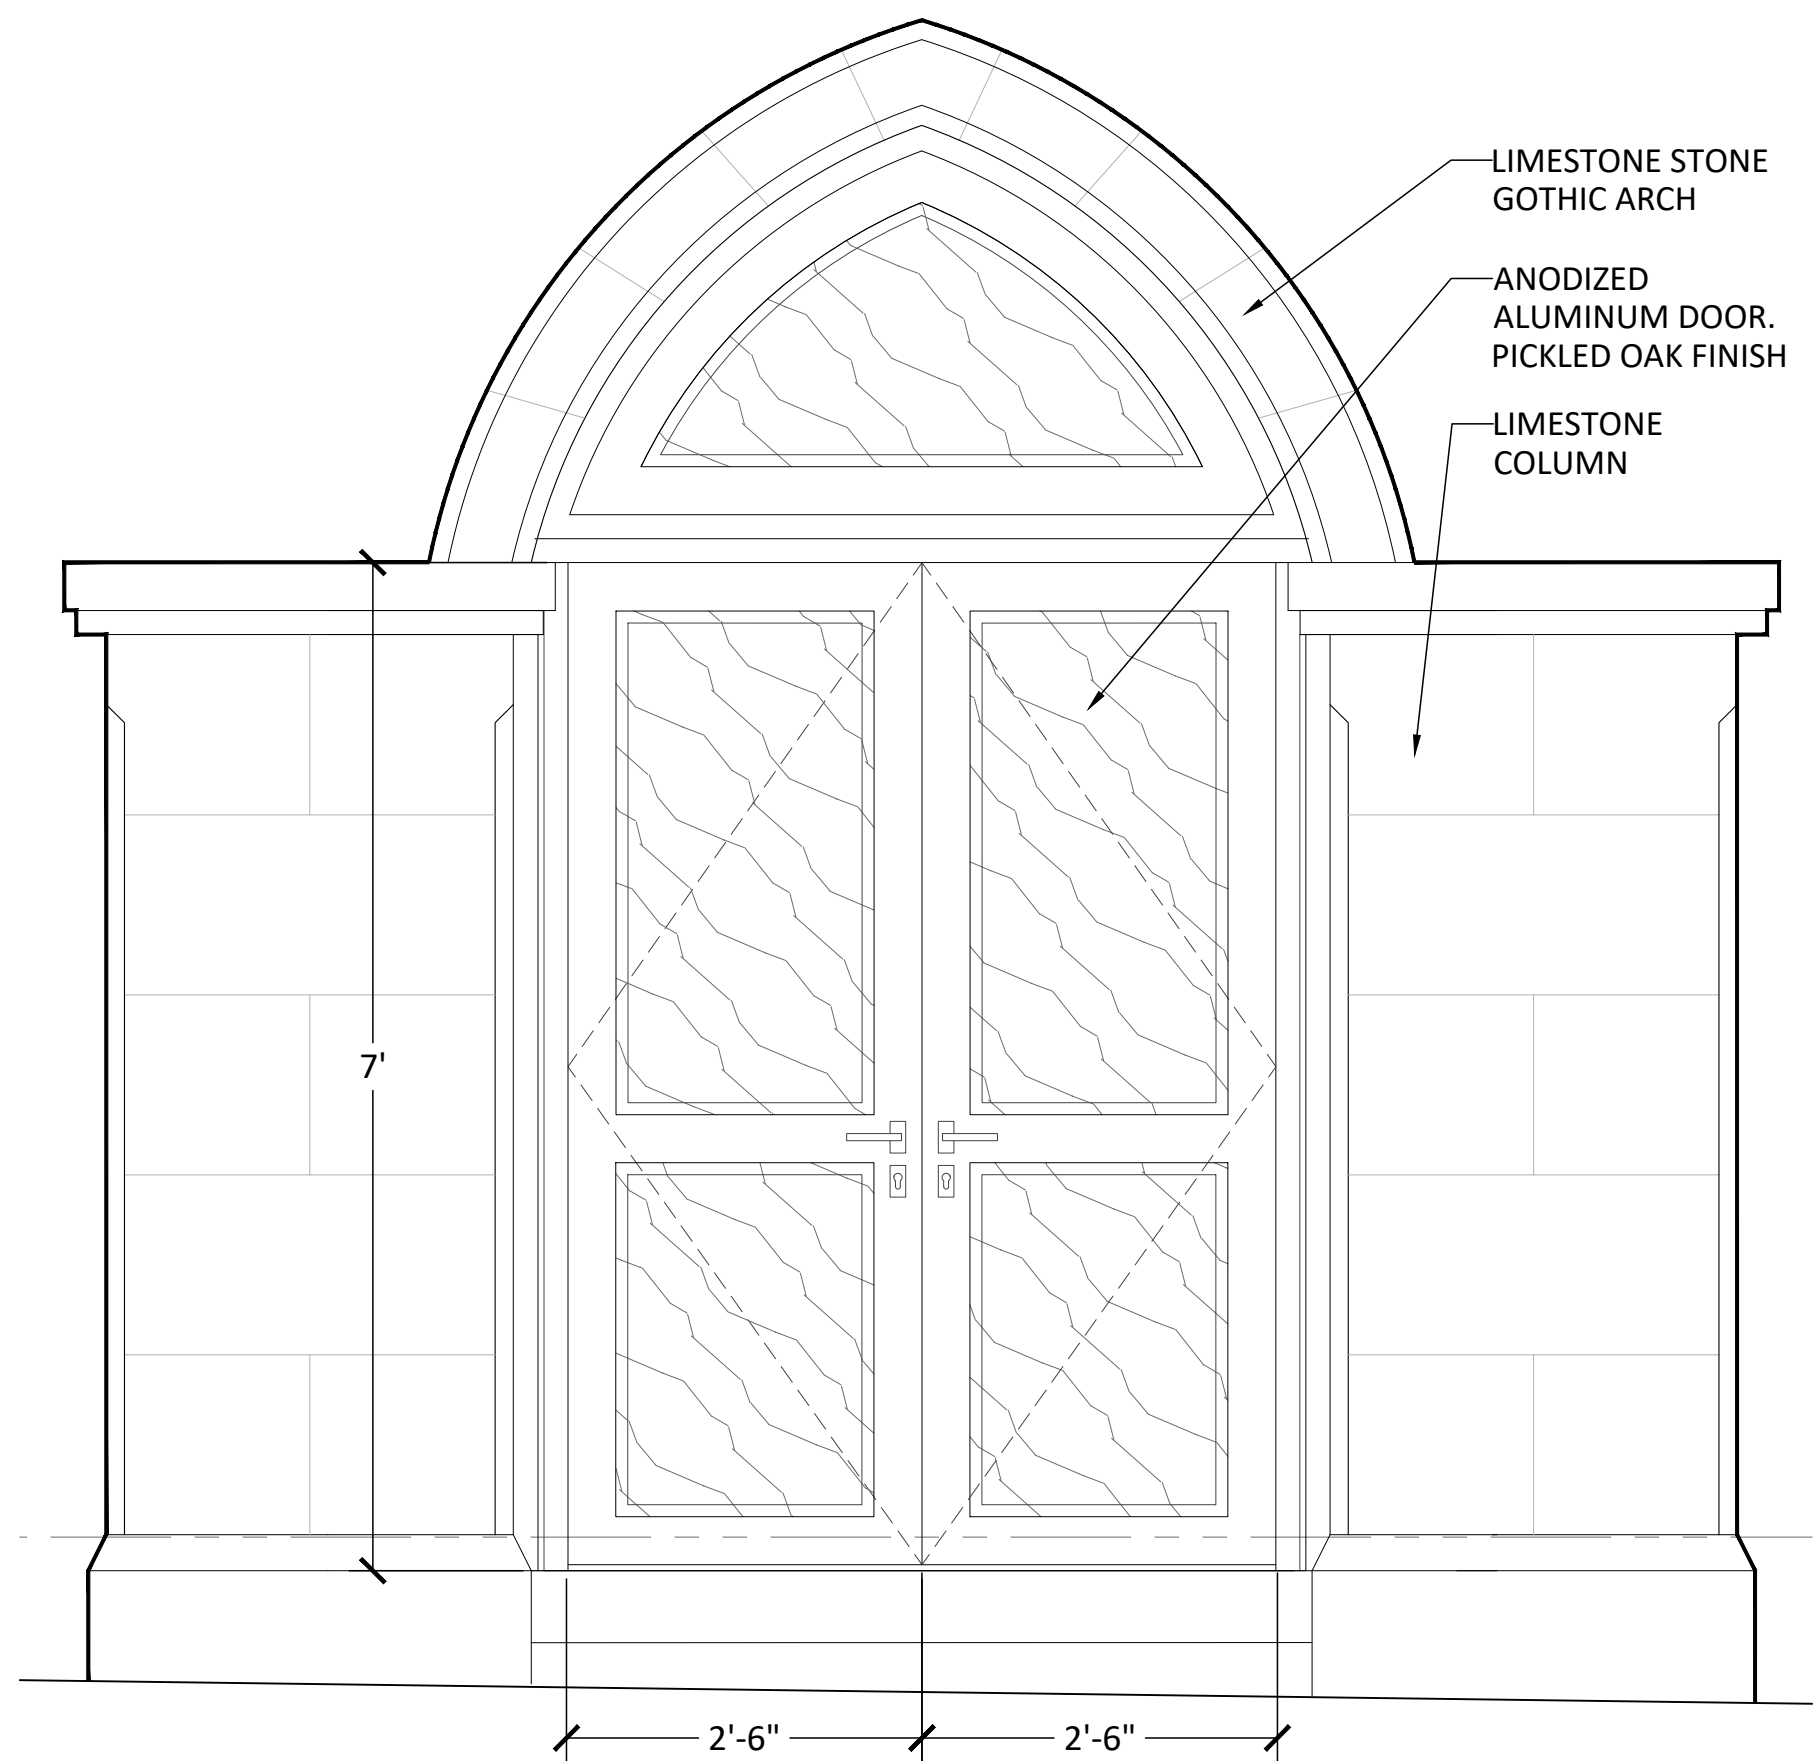 LIMESTONE STONE
GOTHIC ARCH
ANODIZED
ALUMINUM DOOR.
PICKLED OAK FINISH
LIMESTONE
COLUMN
7'
2'-6" 2'-6"